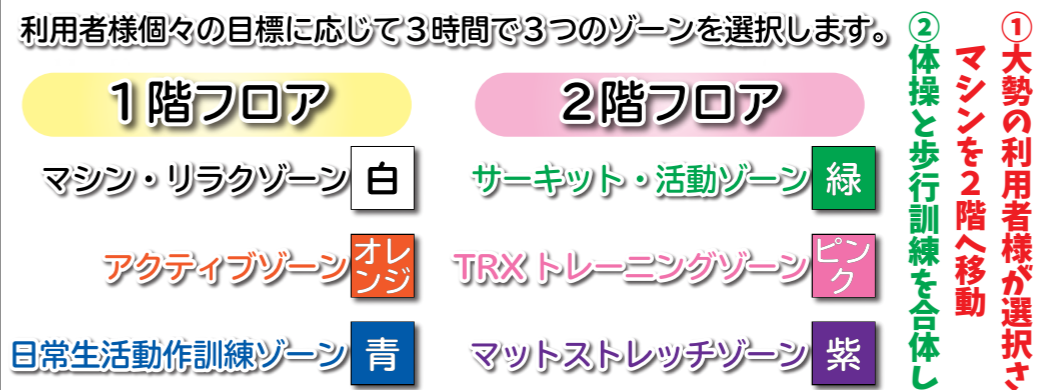 利用者様個々の目標に応じて３時間で３つのゾーンを選択します。
１階フロア
マシン・リラクゾーン 白
アクティブゾーン オレンジ
日常生活動作訓練ゾーン 青
２階フロア
サーキット・活動ゾーン 緑
TRXトレーニングゾーン ピンク
マットストレッチゾーン 紫
①大勢の利用者様が選択さ
マシンを２階へ移動
②体操と歩行訓練を合体し